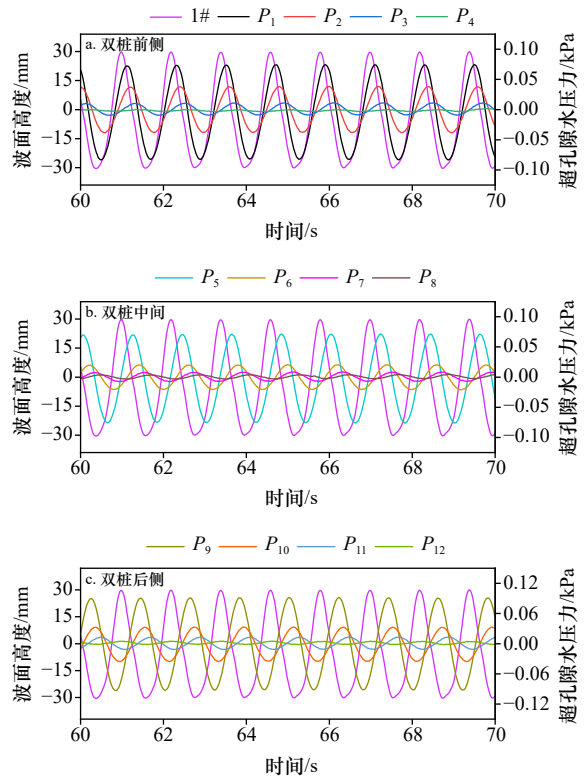 1# P₁ P₂ P₃ P₄
a. 双桩前侧
波面高度/mm
30
15
0
−15
−30
超孔隙水压力/kPa
0.10
0.05
0.00
−0.05
−0.10
60 62 64 66 68 70
时间/s
P₅ P₆ P₇ P₈
b. 双桩中间
波面高度/mm
30
15
0
−15
−30
超孔隙水压力/kPa
0.10
0.05
0.00
−0.05
−0.10
60 62 64 66 68 70
时间/s
P₉ P₁₀ P₁₁ P₁₂
c. 双桩后侧
波面高度/mm
30
15
0
−15
−30
超孔隙水压力/kPa
0.12
0.06
0.00
−0.06
−0.12
60 62 64 66 68 70
时间/s